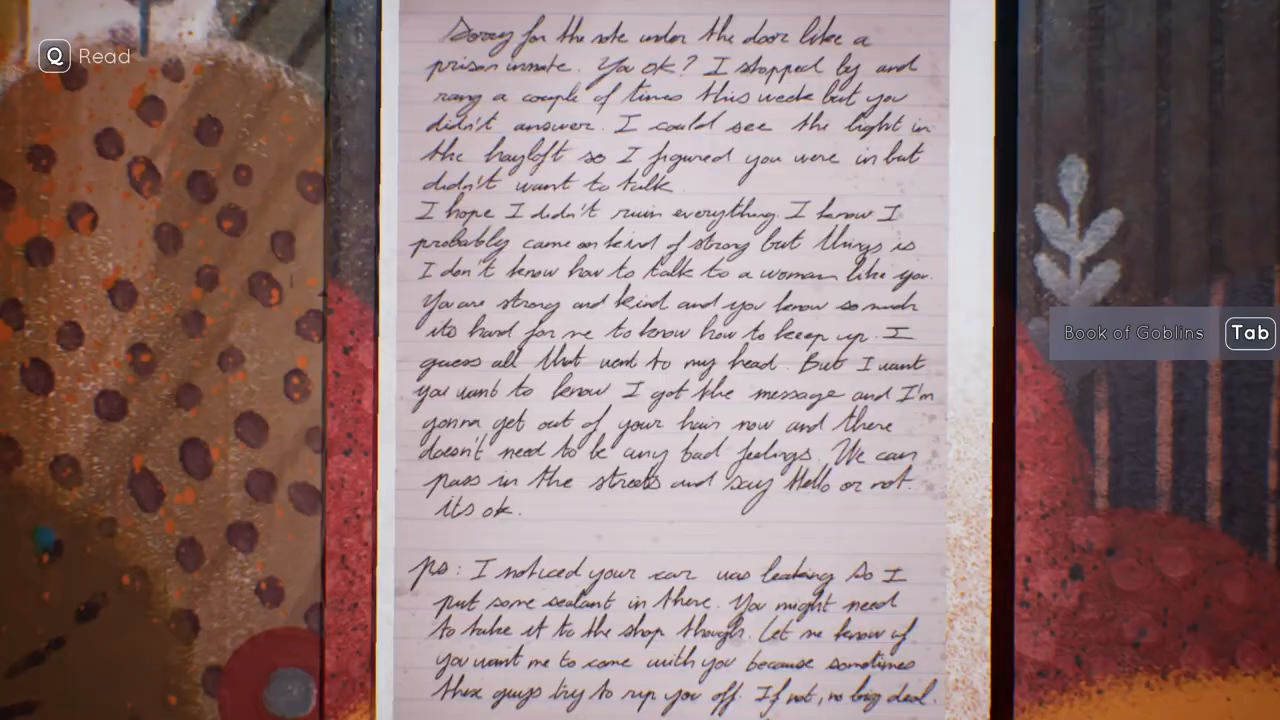 Q Read
Sorry for the note under the door like a
prison inmate. You ok? I stopped by and
rang a couple of times this week but you
didn't answer. I could see the light in
the hayloft so I figured you were in but
didn't want to talk.
I hope I didn't ruin everything. I know I
probably came on kind of strong but things is
I don't know how to talk to a woman like you.
You are strong and kind and you know so much
its hard for me to know how to keep up. I
guess all that went to my head. But I want
you want to know I got the message and I'm
gonna get out of your hair now and there
doesn't need to be any bad feelings. We can
pass in the streets and say Hello or not.
its ok.
Book of Goblins Tab
ps: I noticed your car was leaking so I
put some sealant in there. You might need
to take it to the shop though. Let me know if
you want me to come with you because sometimes
these guys try to rip you off. If not, no big deal.